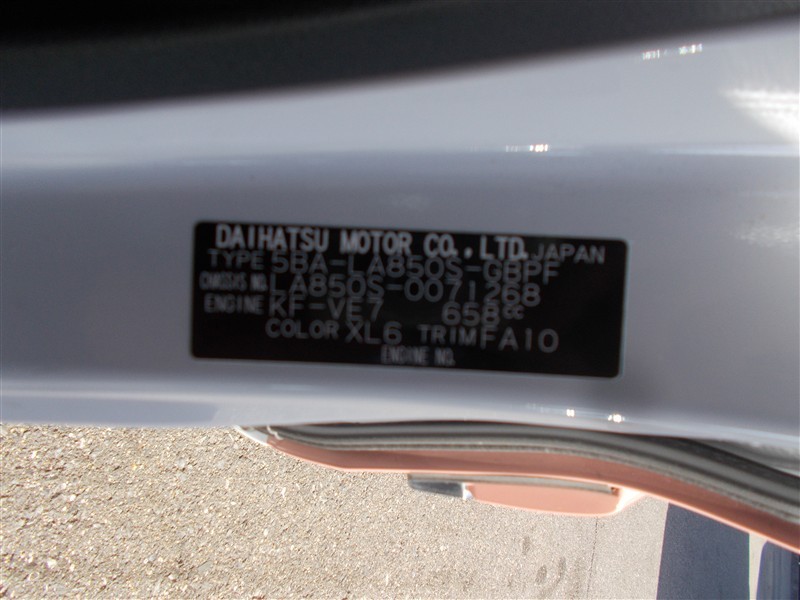 DAIHATSU MOTOR CO., LTD. JAPAN
TYPE 5BA-LA850S-GBPF
CHASSIS NO. LA850S-0071268
ENGINE KF-VE7 658cc
COLOR XL6 TRIM FA10
ENGINE NO.